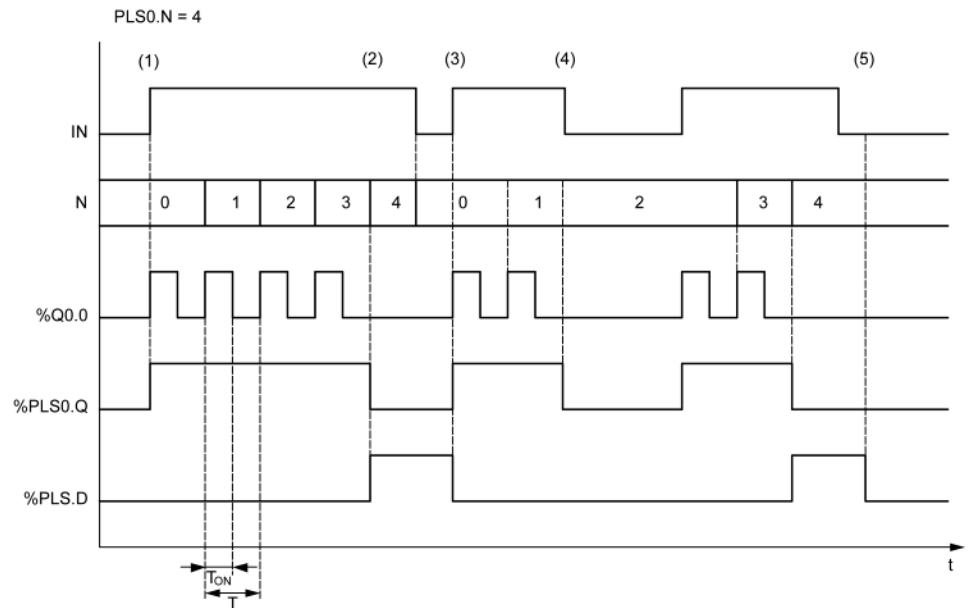 PLS0.N = 4
(1) (2) (3) (4) (5)
IN
N 0 1 2 3 4 0 1 2 3 4
%Q0.0
%PLS0.Q
%PLS.D
t
TON
T